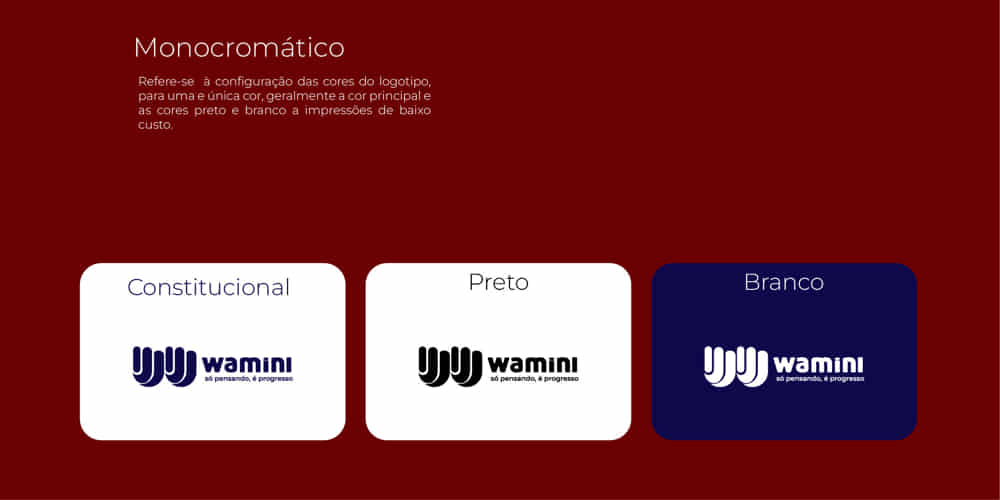 Monocromático
Refere-se à configuração das cores do logotipo,
para uma e única cor, geralmente a cor principal e
as cores preto e branco a impressões de baixo
custo.
Constitucional
wamini
só pensando, é progresso
Preto
wamini
só pensando, é progresso
Branco
wamini
só pensando, é progresso